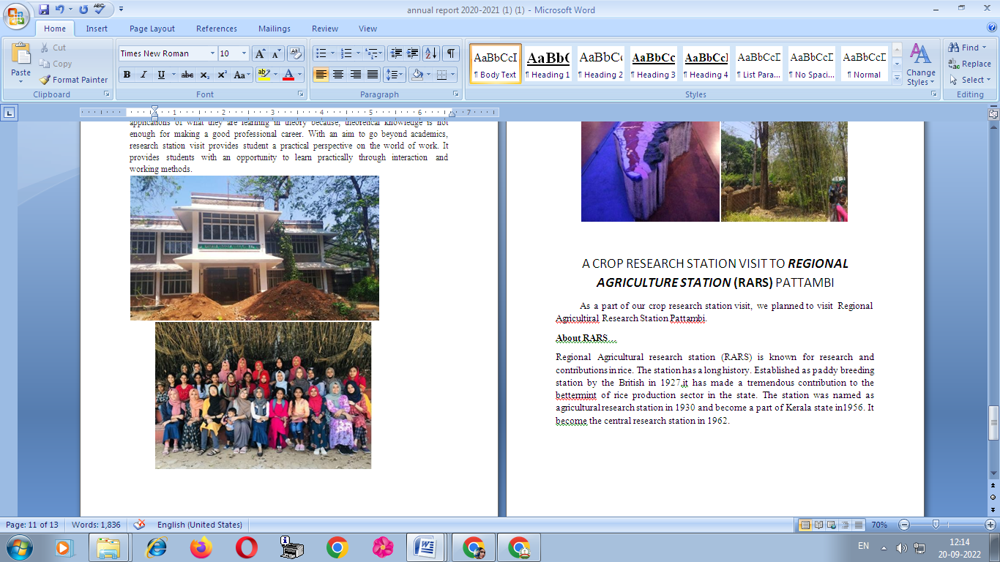 annual report 2020-2021 (1) (1) - Microsoft Word
Home Insert Page Layout References Mailings Review View
Paste
Cut
Copy
Format Painter
Clipboard
Times New Roman 10
Font
Paragraph
AaBbCcI AaBbC AaBbCc AaBbCc AaBbCcI AaBbCcD AaBbCcD AaBbCcD
¶ Body Text ¶ Heading 1 ¶ Heading 2 ¶ Heading 3 ¶ Heading 4 ¶ List Para... ¶ No Spaci... ¶ Normal
Change Styles
Styles
Find
Replace
Select
Editing
1 2 3 4 5 6 7
applications of what they are learning in theory because, theoretical knowledge is not
enough for making a good professional career. With an aim to go beyond academics,
research station visit provides student a practical perspective on the world of work. It
provides students with an opportunity to learn practically through interaction and
working methods.
A CROP RESEARCH STATION VISIT TO REGIONAL
AGRICULTURE STATION (RARS) PATTAMBI
As a part of our crop research station visit, we planned to visit Regional
Agricultiral Research Station Pattambi.
About RARS...
Regional Agricultural research station (RARS) is known for research and
contributions in rice. The station has a long history. Established as paddy breeding
station by the British in 1927,it has made a tremendous contribution to the
bettermint of rice production sector in the state. The station was named as
agricultural research station in 1930 and become a part of Kerala state in1956. It
become the central research station in 1962.
Page: 11 of 13 Words: 1,836 English (United States) 70%
EN 12:14
20-09-2022